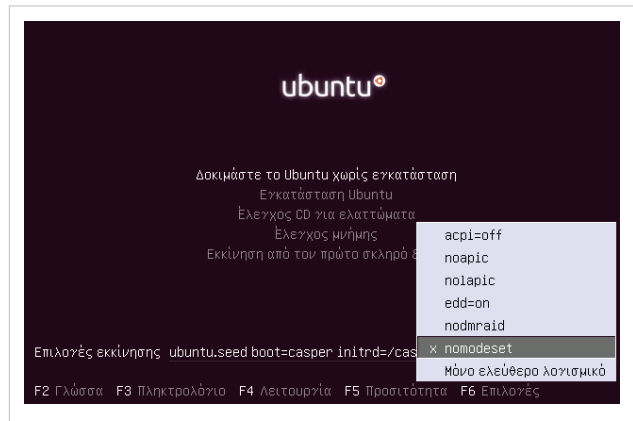 ubuntu
Δοκιμάστε το Ubuntu χωρίς εγκατάσταση
Εγκατάσταση Ubuntu
Έλεγχος CD για ελαττώματα
Έλεγχος μνήμης
Εκκίνηση από τον πρώτο σκληρό
acpi=off
noapic
nolapic
edd=on
nodmraid
x nomodeset
Μόνο ελεύθερο λογισμικό
Επιλογές εκκίνησης ubuntu.seed boot=casper initrd=/cas
F2 Γλώσσα F3 Πληκτρολόγιο F4 Λειτουργία F5 Προσιτότητα F6 Επιλογές